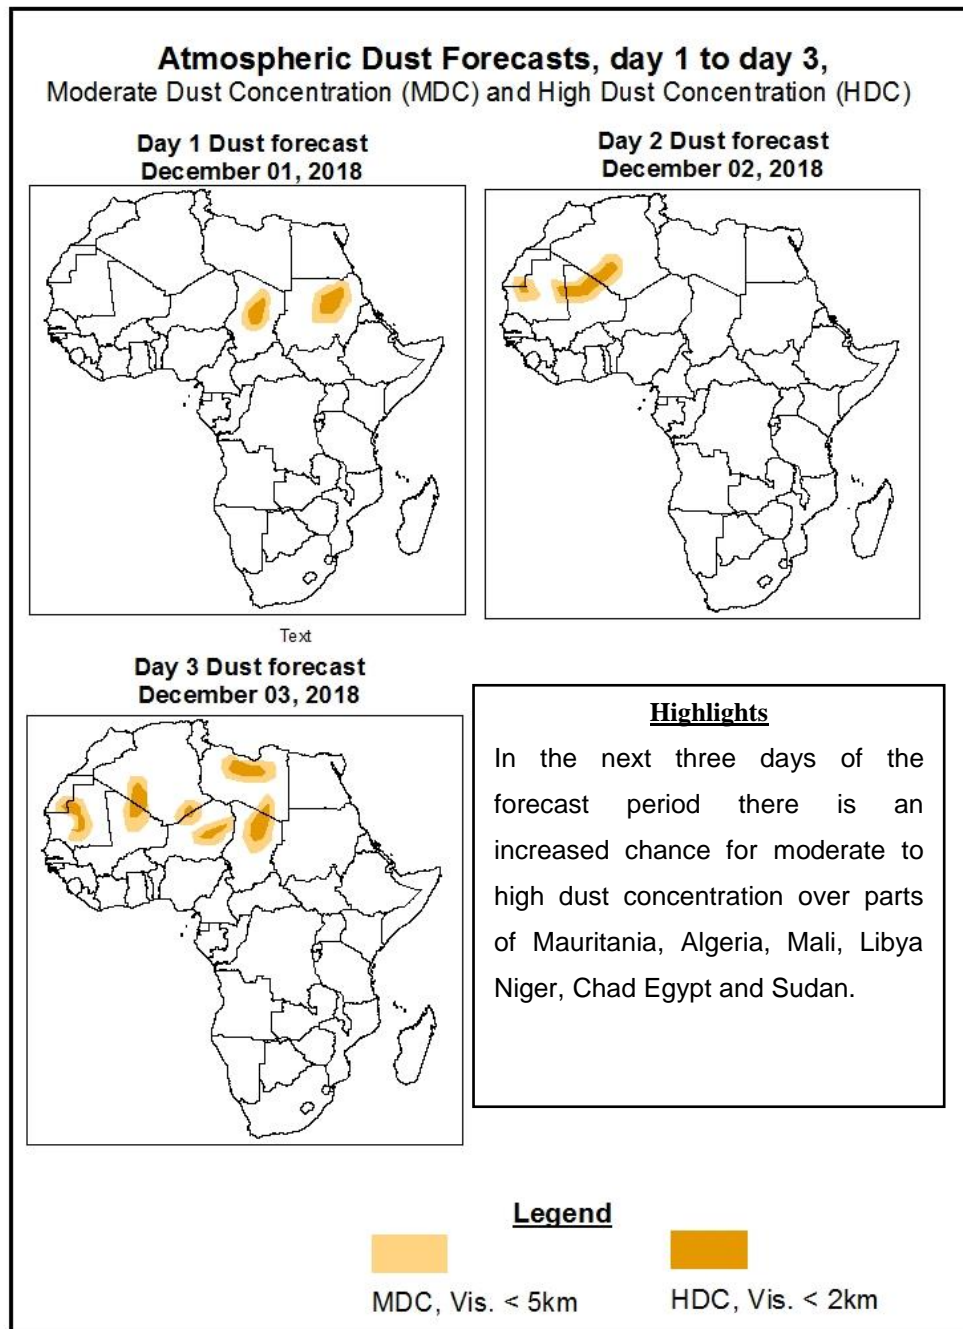 Atmospheric Dust Forecasts, day 1 to day 3,
Moderate Dust Concentration (MDC) and High Dust Concentration (HDC)
Day 1 Dust forecast
December 01, 2018
Day 2 Dust forecast
December 02, 2018
Text
Day 3 Dust forecast
December 03, 2018
Highlights
In the next three days of the
forecast period there is an
increased chance for moderate to
high dust concentration over parts
of Mauritania, Algeria, Mali, Libya
Niger, Chad Egypt and Sudan.
Legend
MDC, Vis. < 5km
HDC, Vis. < 2km